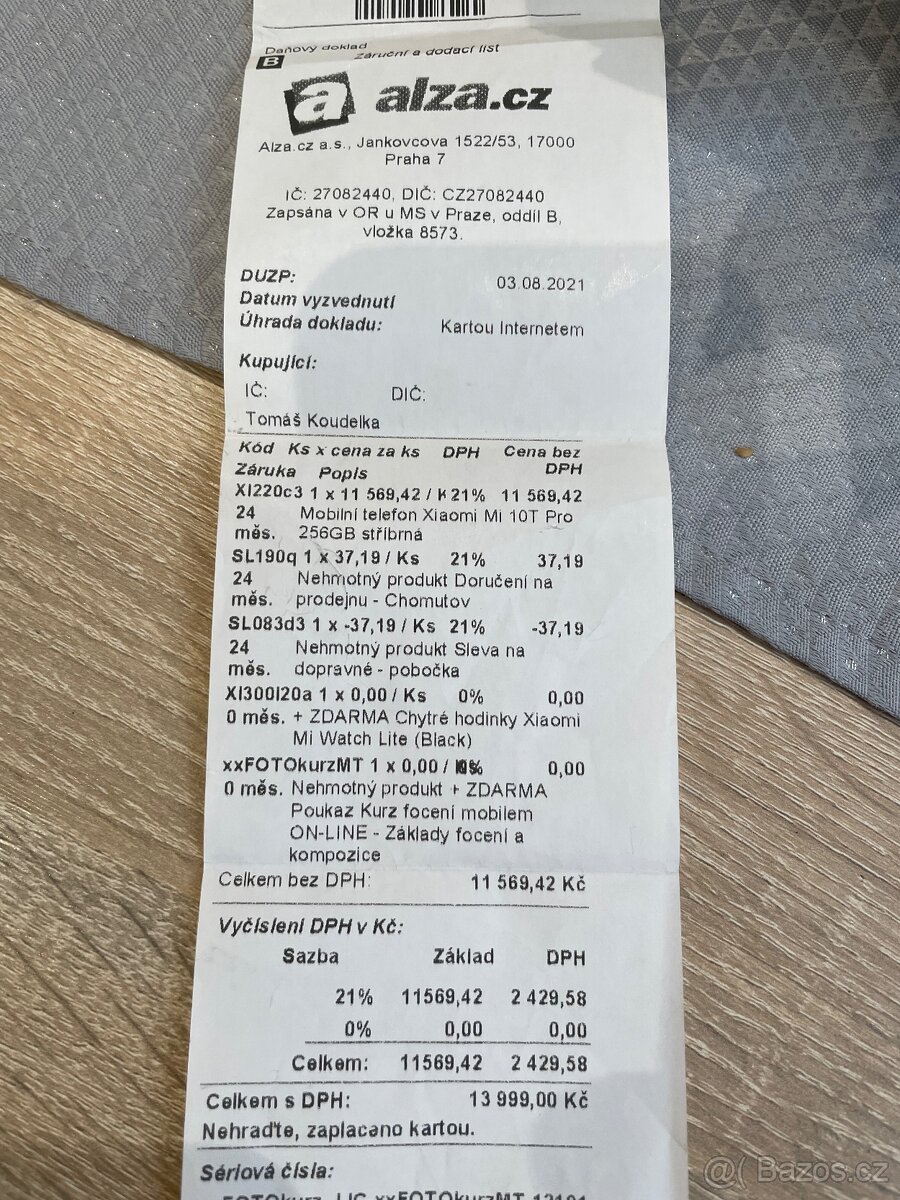 Daňový doklad
Záruční a dodací list
B
a alza.cz
Alza.cz a.s., Jankovcova 1522/53, 17000
Praha 7
IČ: 27082440, DIČ: CZ27082440
Zapsána v OR u MS v Praze, oddíl B,
vložka 8573.
DUZP: 03.08.2021
Datum vyzvednutí
Úhrada dokladu: Kartou Internetem
Kupující:
IČ: DIČ:
Tomáš Koudelka
Kód Ks x cena za ks DPH Cena bez
Záruka Popis DPH
XI220c3 1 x 11 569,42 / K 21% 11 569,42
24 Mobilní telefon Xiaomi Mi 10T Pro
měs. 256GB stříbrná
SL190q 1 x 37,19 / Ks 21% 37,19
24 Nehmotný produkt Doručení na
měs. prodejnu - Chomutov
SL083d3 1 x -37,19 / Ks 21% -37,19
24 Nehmotný produkt Sleva na
měs. dopravné - pobočka
XI300l20a 1 x 0,00 / Ks 0% 0,00
0 měs. + ZDARMA Chytré hodinky Xiaomi
Mi Watch Lite (Black)
xxFOTOkurzMT 1 x 0,00 / 0% 0,00
0 měs. Nehmotný produkt + ZDARMA
Poukaz Kurz focení mobilem
ON-LINE - Základy focení a
kompozice
Celkem bez DPH: 11 569,42 Kč
Vyčíslení DPH v Kč:
Sazba Základ DPH
21% 11569,42 2 429,58
0% 0,00 0,00
Celkem: 11569,42 2 429,58
Celkem s DPH: 13 999,00 Kč
Nehraďte, zaplaceno kartou.
Sériová čísla:
@( Bazos.cz